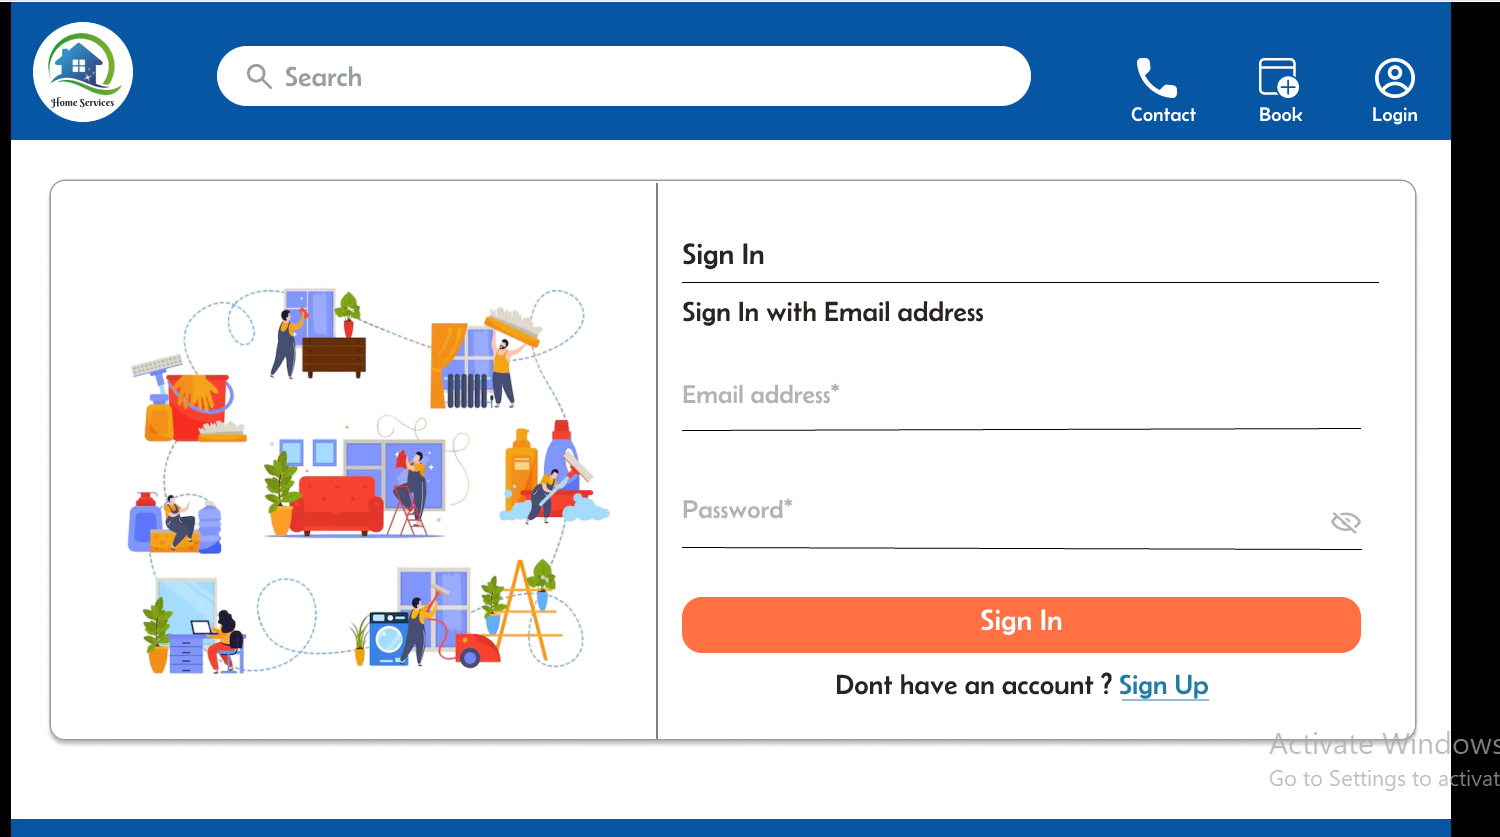 Home Services
Search
Contact
Book
Login
Sign In
Sign In with Email address
Email address*
Password*
Sign In
Dont have an account ? Sign Up
Activate Windows
Go to Settings to activat